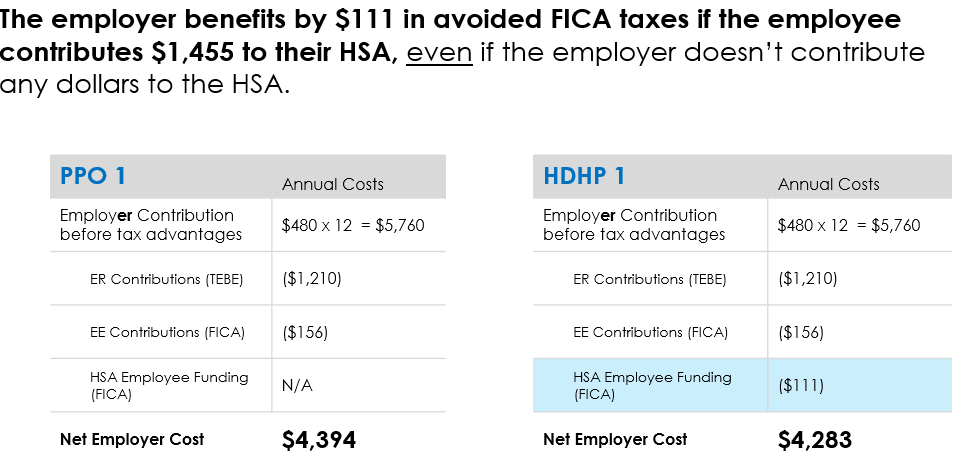 The employer benefits by $111 in avoided FICA taxes if the employee
contributes $1,455 to their HSA, even if the employer doesn’t contribute
any dollars to the HSA.
PPO 1
Annual Costs
Employer Contribution
before tax advantages
$480 x 12 = $5,760
ER Contributions (TEBE)
($1,210)
EE Contributions (FICA)
($156)
HSA Employee Funding
(FICA)
N/A
Net Employer Cost
$4,394
HDHP 1
Annual Costs
Employer Contribution
before tax advantages
$480 x 12 = $5,760
ER Contributions (TEBE)
($1,210)
EE Contributions (FICA)
($156)
HSA Employee Funding
(FICA)
($111)
Net Employer Cost
$4,283